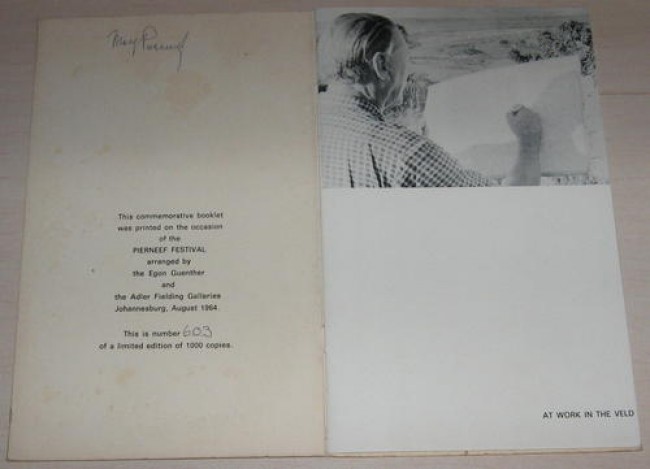 May Pierneef
This commemorative booklet
was printed on the occasion
of the
PIERNEEF FESTIVAL
arranged by
the Egon Guenther
and
the Adler Fielding Galleries
Johannesburg, August 1964.
This is number 603
of a limited edition of 1000 copies.
AT WORK IN THE VELD